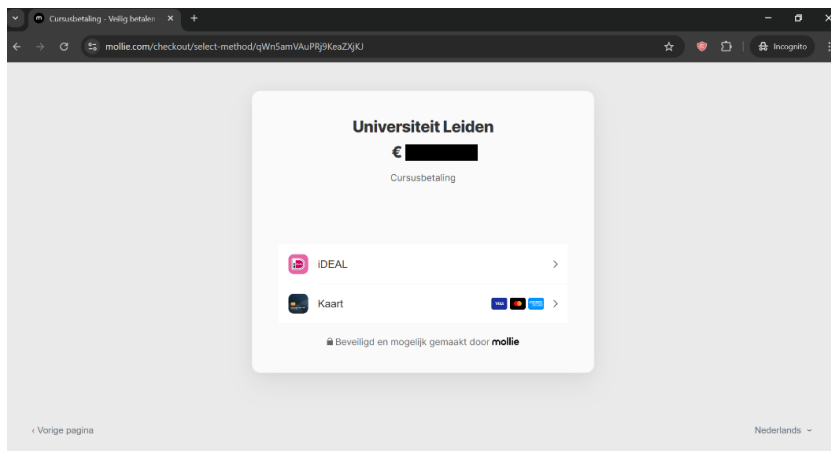 Cursusbetaling - Veilig betalen
mollie.com/checkout/select-method/qWn5amVAuPRj9KeaZXjKJ
Incognito
Universiteit Leiden
€
Cursusbetaling
iDEAL
Kaart VISA
Beveiligd en mogelijk gemaakt door mollie
‹ Vorige pagina
Nederlands